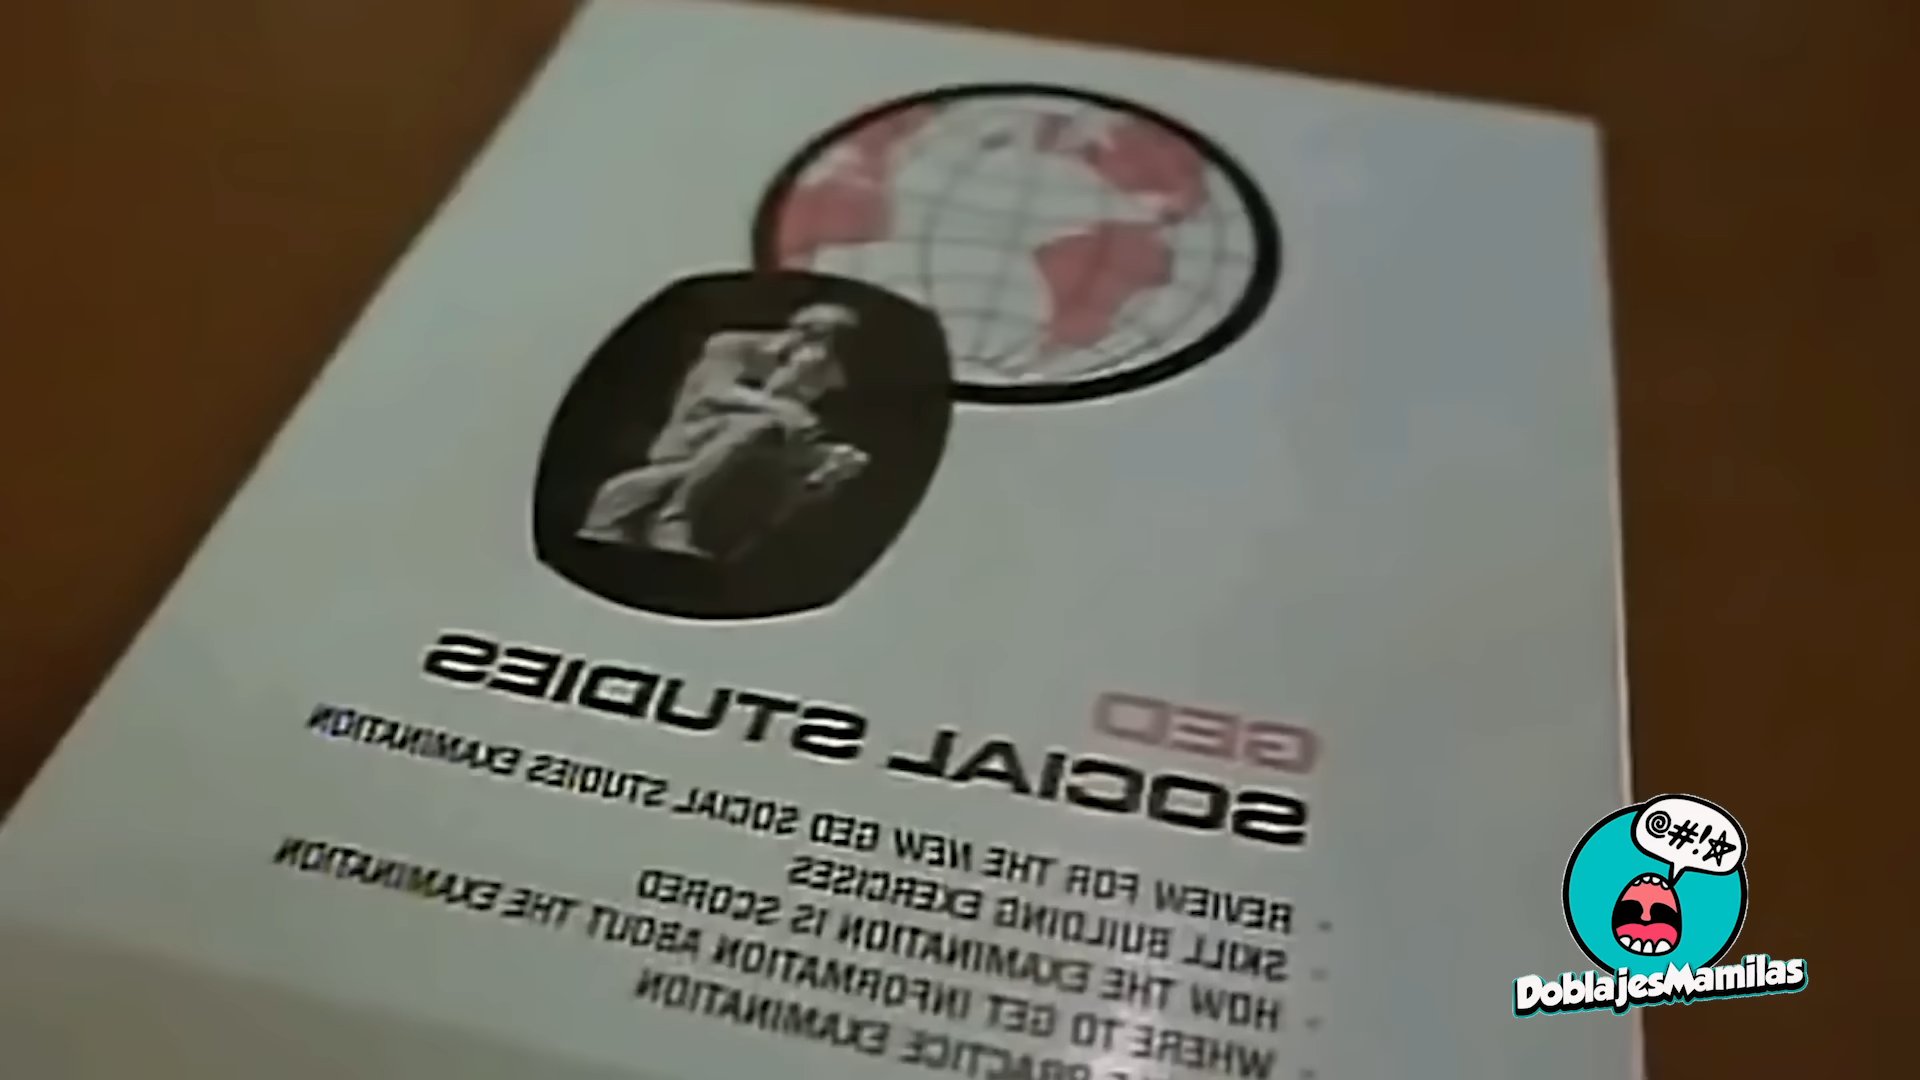 GED
SOCIAL STUDIES
- REVIEW FOR THE NEW GED SOCIAL STUDIES EXAMINATION
- SKILL BUILDING EXERCISES
- HOW THE EXAMINATION IS SCORED
- WHERE TO GET INFORMATION ABOUT THE EXAMINATION
PRACTICE EXAMINATION
@#!
DoblajesMamilas